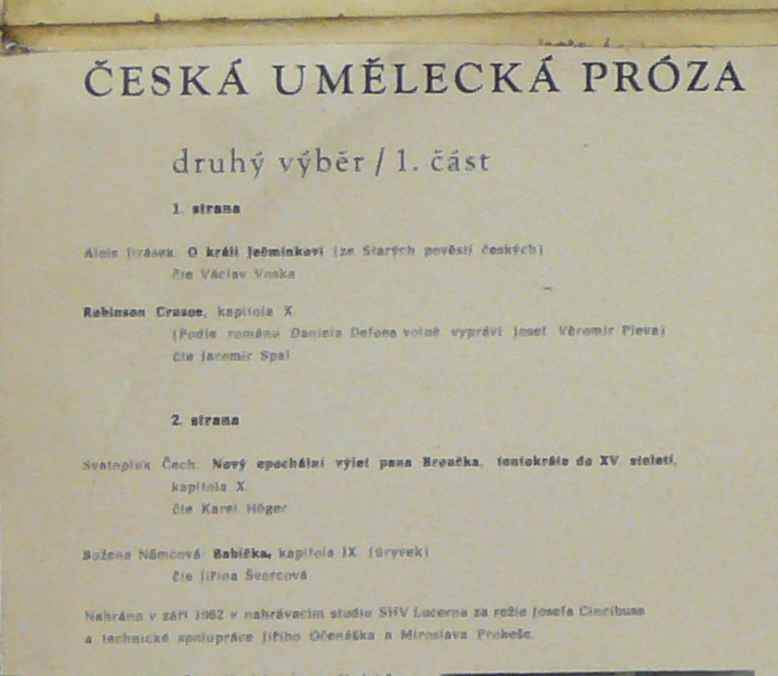 ČESKÁ UMĚLECKÁ PRÓZA
druhý výběr / 1. část
1. strana
Alois Jirásek: O králi Ječmínkovi (ze Starých pověstí českých)
čte Václav Voska
Robinson Crusoe, kapitola X.
(Podle románu Daniela Defoea volně vypráví Josef Věromír Pleva)
čte Jaromír Spal
2. strana
Svatopluk Čech: Nový epochální výlet pana Broučka, tentokráte do XV. století,
kapitola X.
čte Karel Höger
Božena Němcová: Babička, kapitola IX. (úryvek)
čte Jiřina Švorcová
Nahráno v září 1962 v nahrávacím studiu SHV Lucerna za režie Josefa Cincibuse
a technické spolupráce Jiřího Očenáška a Miroslava Prokeše.